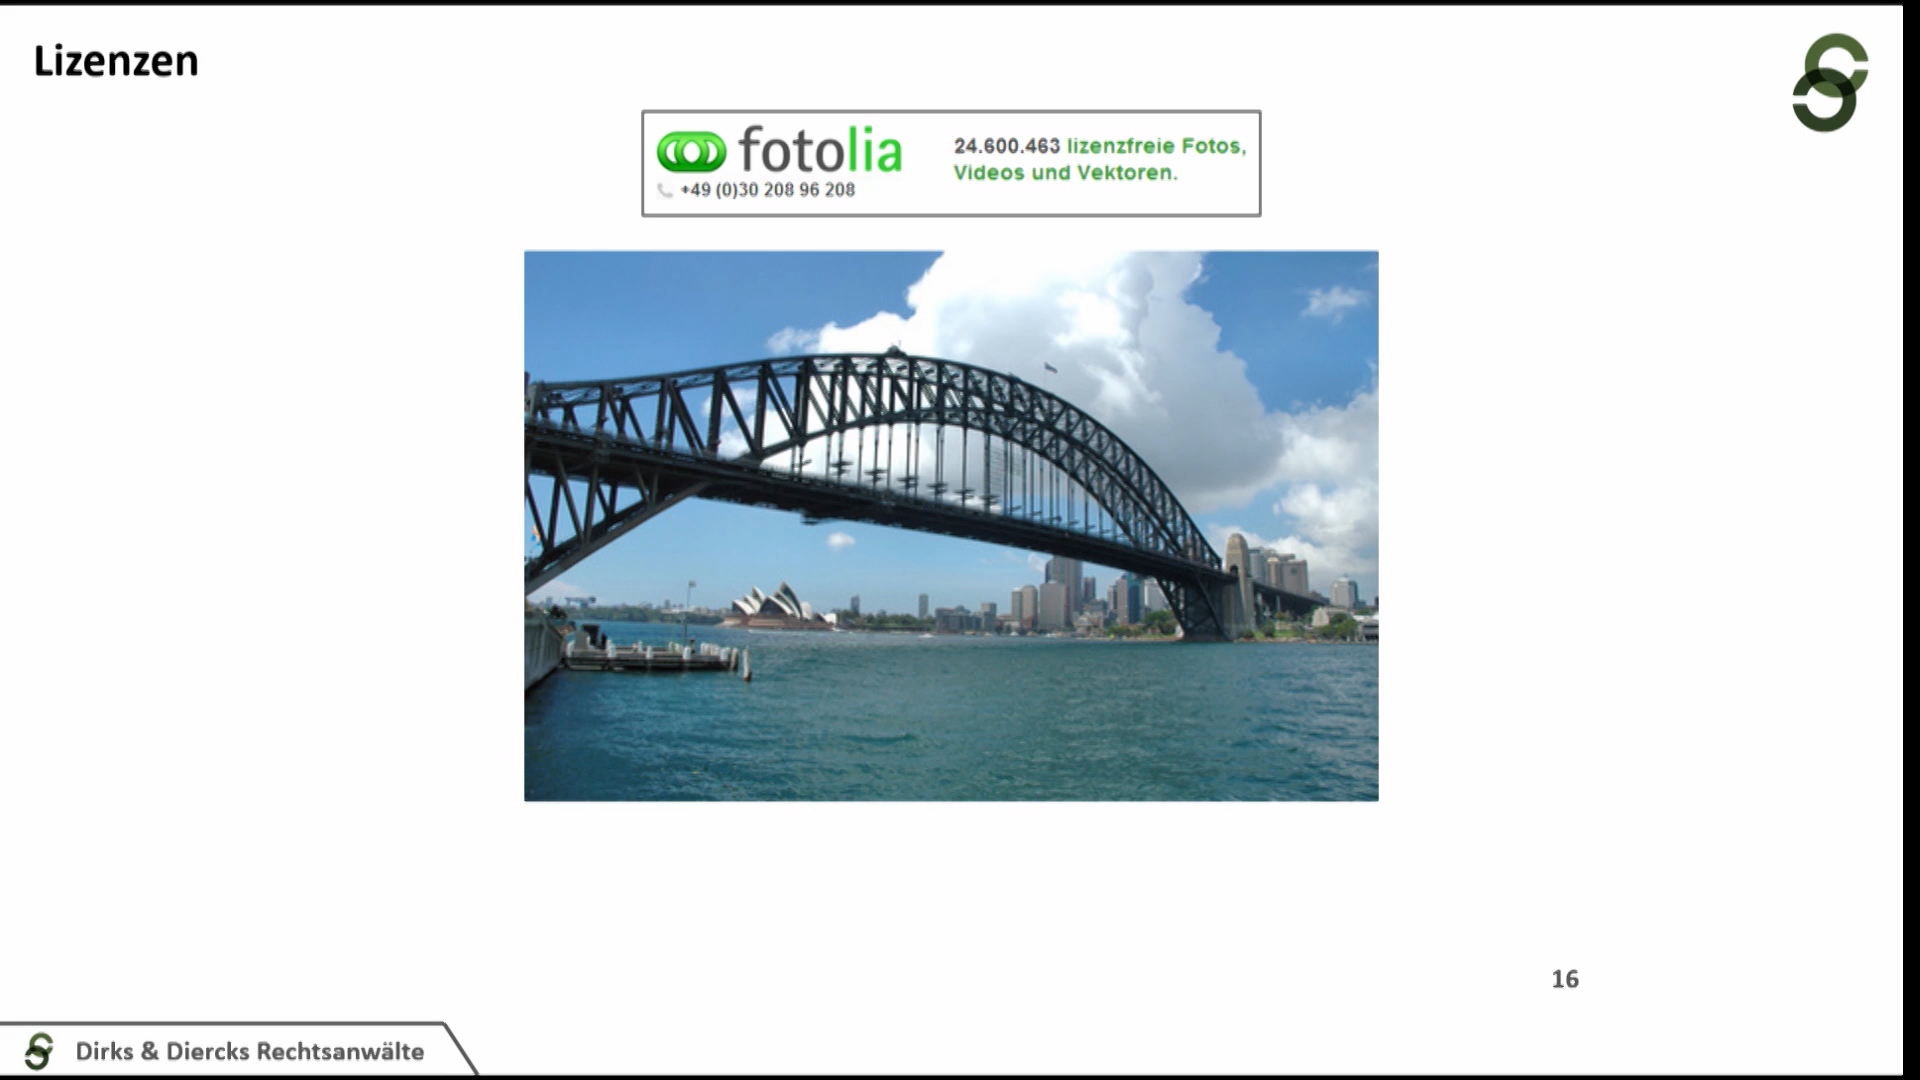 Lizenzen
fotolia
+49 (0)30 208 96 208
24.600.463 lizenzfreie Fotos,
Videos und Vektoren.
16
Dirks & Diercks Rechtsanwälte